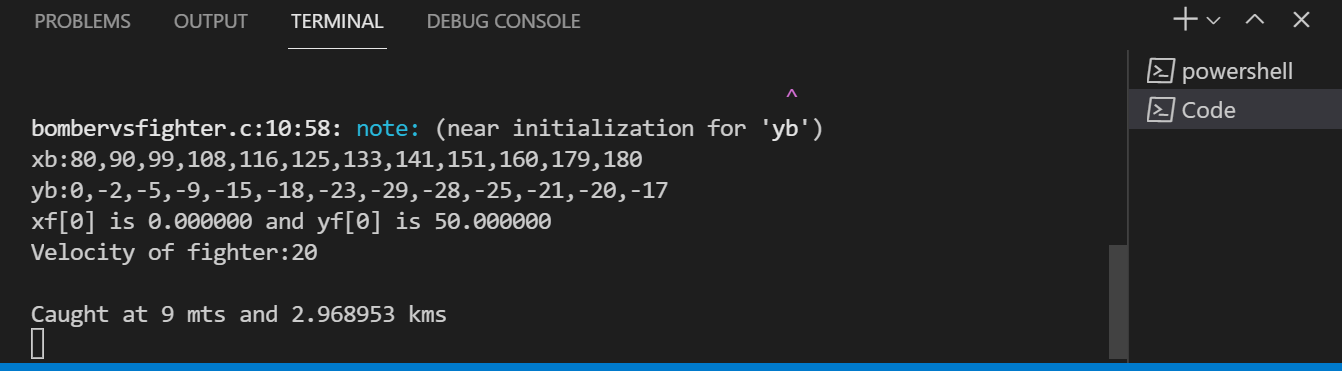 PROBLEMS OUTPUT TERMINAL DEBUG CONSOLE
powershell
Code
^
bombervsfighter.c:10:58: note: (near initialization for 'yb')
xb:80,90,99,108,116,125,133,141,151,160,179,180
yb:0,-2,-5,-9,-15,-18,-23,-29,-28,-25,-21,-20,-17
xf[0] is 0.000000 and yf[0] is 50.000000
Velocity of fighter:20
Caught at 9 mts and 2.968953 kms